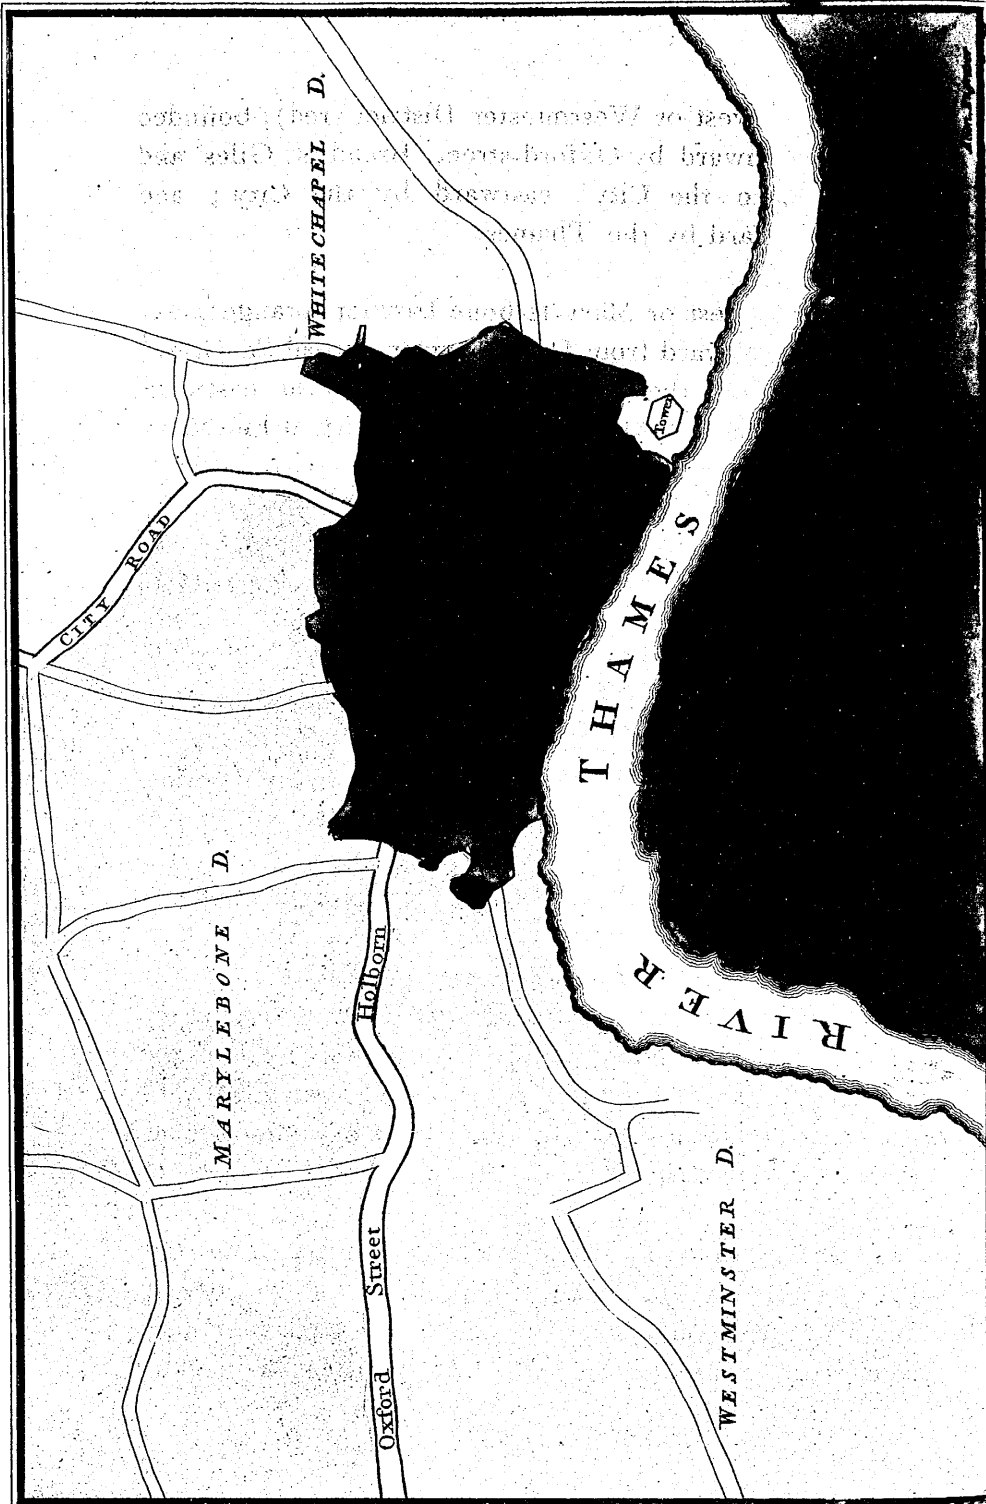 WHITECHAPEL D.
CITY ROAD
Tower
MARYLEBONE D.
Holborn
Oxford Street
RIVER THAMES
WESTMINSTER D.